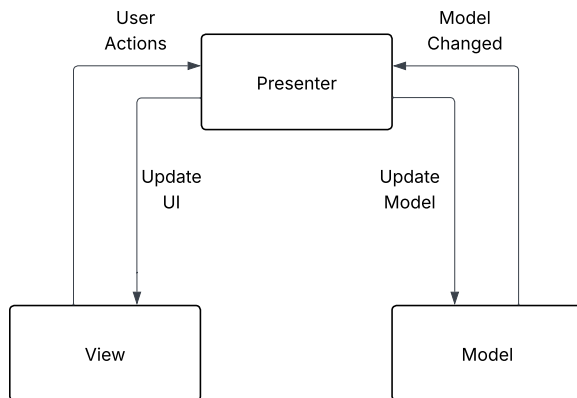 User
Actions
Model
Changed
Presenter
Update
UI
Update
Model
View
Model